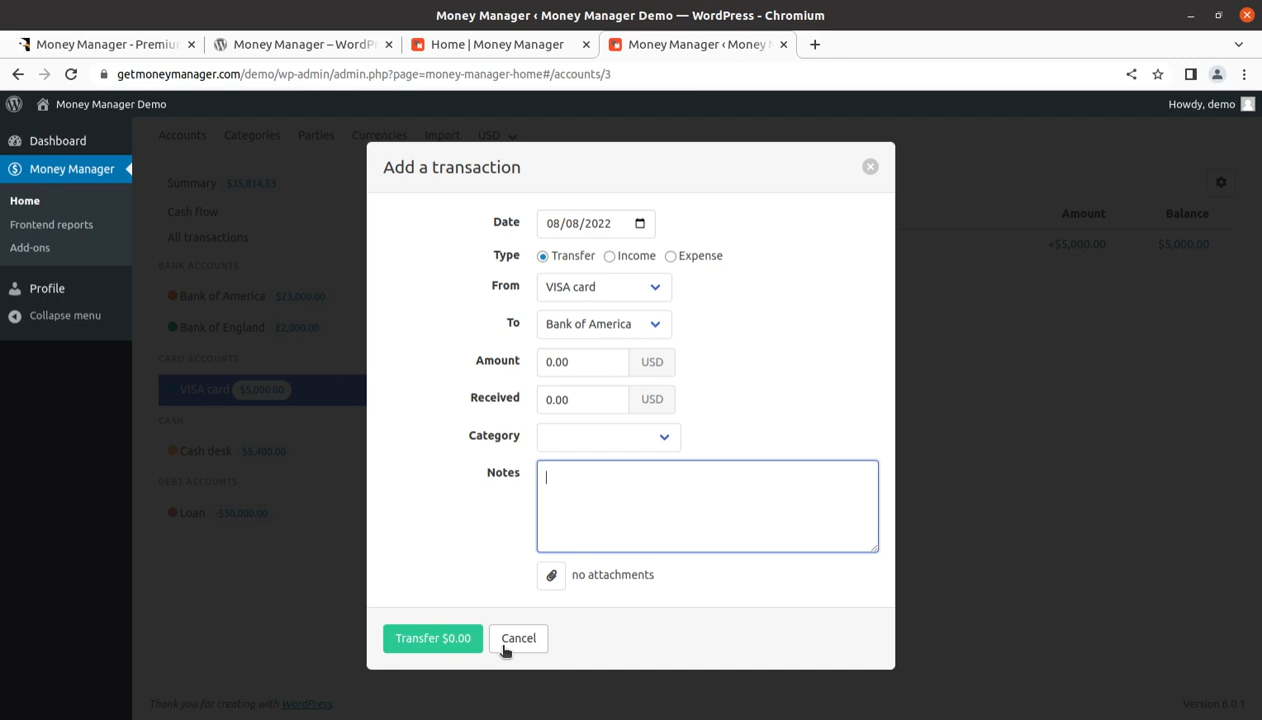 Money Manager ‹ Money Manager Demo — WordPress - Chromium
Money Manager - Premiu
Money Manager – WordPr
Home | Money Manager
Money Manager ‹ Money
getmoneymanager.com/demo/wp-admin/admin.php?page=money-manager-home#/accounts/3
Money Manager Demo
Howdy, demo
Dashboard
Money Manager
Home
Frontend reports
Add-ons
Profile
Collapse menu
Accounts Categories Parties Currencies Import USD
Summary $35,814.53
Cash flow
All transactions
BANK ACCOUNTS
Bank of America $23,000.00
Bank of England £2,000.00
CARD ACCOUNTS
VISA card $5,000.00
CASH
Cash desk $5,400.00
DEBT ACCOUNTS
Loan -$30,000.00
Amount Balance
+$5,000.00 $5,000.00
Add a transaction
Date 08/08/2022
Type Transfer Income Expense
From VISA card
To Bank of America
Amount 0.00 USD
Received 0.00 USD
Category
Notes
no attachments
Transfer $0.00 Cancel
Thank you for creating with WordPress.
Version 6.0.1